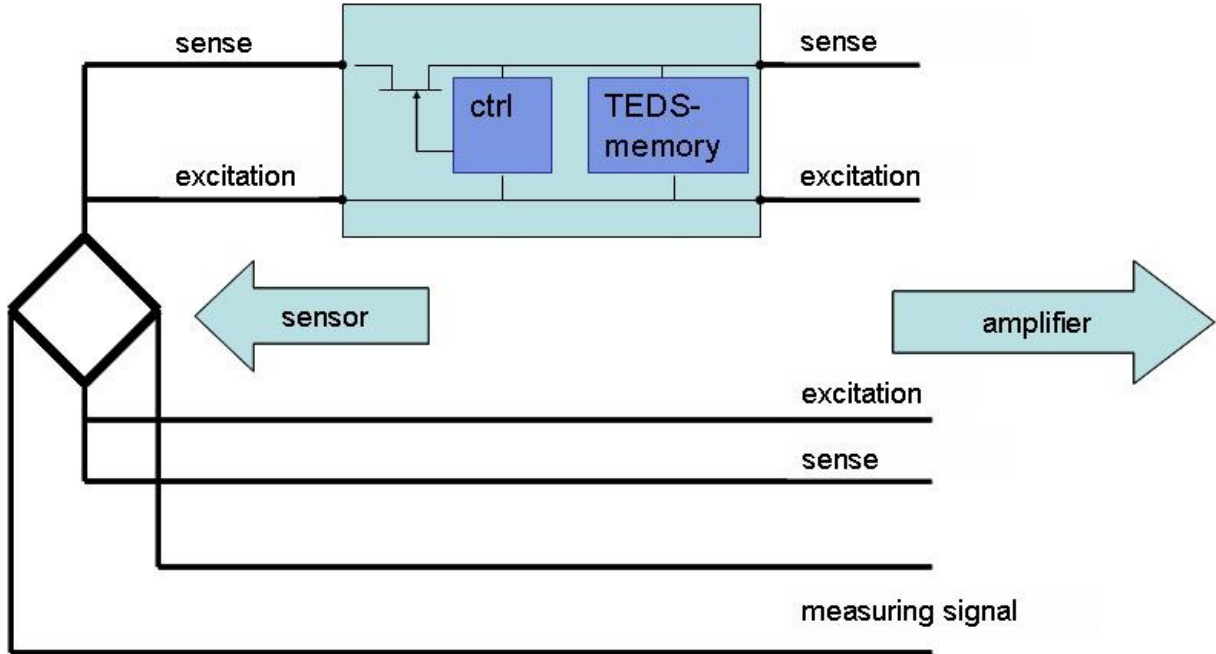 sense
sense
ctrl
TEDS-
memory
excitation
excitation
sensor
amplifier
excitation
sense
measuring signal